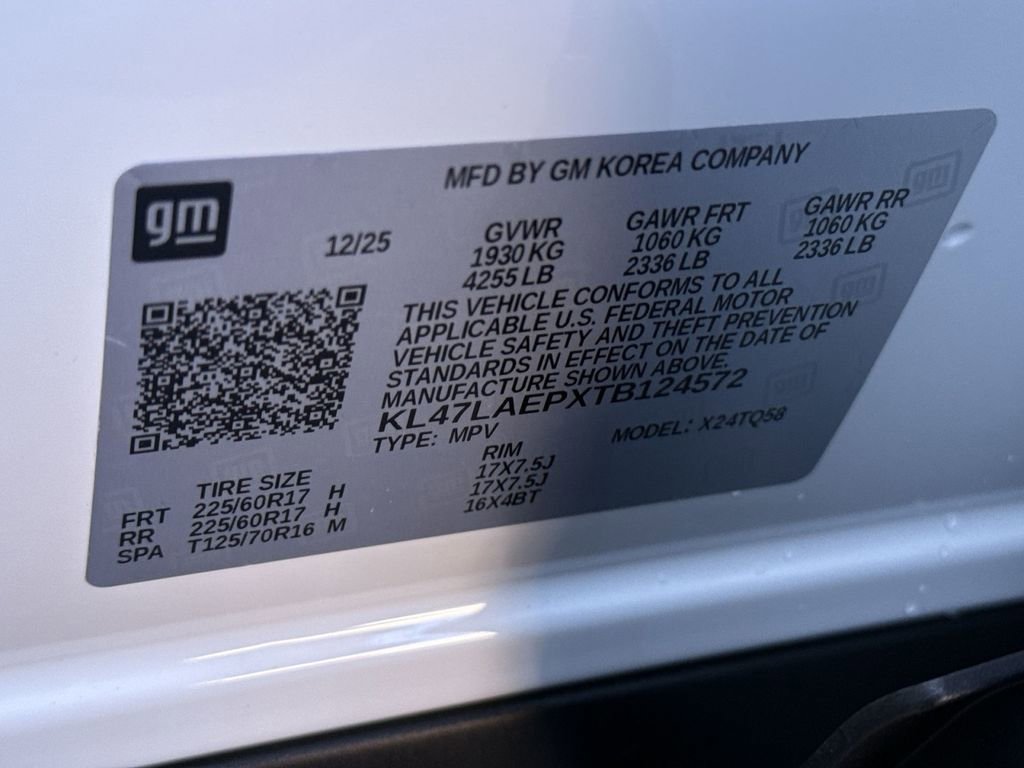 gm
MFD BY GM KOREA COMPANY
12/25
GVWR
1930 KG
4255 LB
GAWR FRT
1060 KG
2336 LB
GAWR RR
1060 KG
2336 LB
THIS VEHICLE CONFORMS TO ALL
APPLICABLE U.S. FEDERAL MOTOR
VEHICLE SAFETY AND THEFT PREVENTION
STANDARDS IN EFFECT ON THE DATE OF
MANUFACTURE SHOWN ABOVE.
KL47LAEPXTB124572
TYPE: MPV MODEL: X24TQ58
TIRE SIZE RIM
FRT 225/60R17 H 17X7.5J
RR 225/60R17 H 17X7.5J
SPA T125/70R16 M 16X4BT